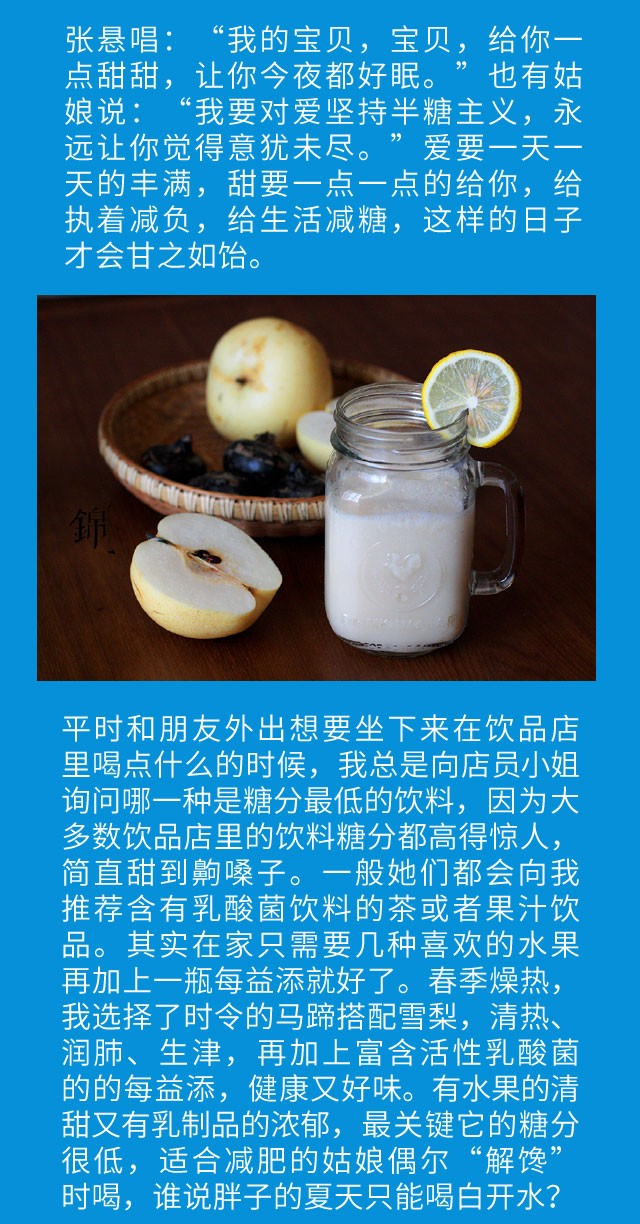 张悬唱：“我的宝贝，宝贝，给你一
点甜甜，让你今夜都好眠。”也有姑
娘说：“我要对爱坚持半糖主义，永
远让你觉得意犹未尽。”爱要一天一
天的丰满，甜要一点一点的给你，给
执着减负，给生活减糖，这样的日子
才会甘之如饴。
錦
平时和朋友外出想要坐下来在饮品店
里喝点什么的时候，我总是向店员小姐
询问哪一种是糖分最低的饮料，因为大
多数饮品店里的饮料糖分都高得惊人，
简直甜到齁嗓子。一般她们都会向我
推荐含有乳酸菌饮料的茶或者果汁饮
品。其实在家只需要几种喜欢的水果
再加上一瓶每益添就好了。春季燥热，
我选择了时令的马蹄搭配雪梨，清热、
润肺、生津，再加上富含活性乳酸菌
的的每益添，健康又好味。有水果的清
甜又有乳制品的浓郁，最关键它的糖分
很低，适合减肥的姑娘偶尔“解馋”
时喝，谁说胖子的夏天只能喝白开水？